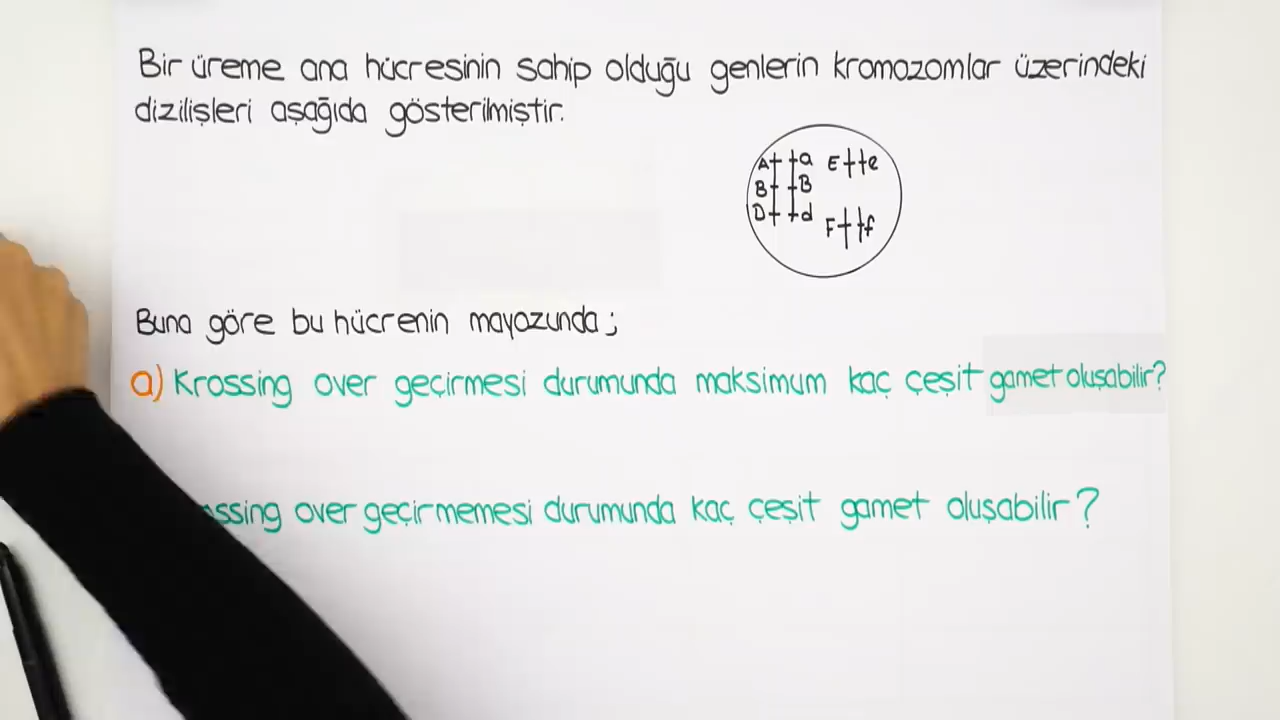 Bir üreme ana hücresinin sahip olduğu genlerin kromozomlar üzerindeki
dizilişleri aşağıda gösterilmiştir.
A a E e
B B
D d F f
Buna göre bu hücrenin mayozunda ;
a) Krossing over geçirmesi durumunda maksimum kaç çeşit gamet oluşabilir?
over geçirmemesi durumunda kaç çeşit gamet oluşabilir ?